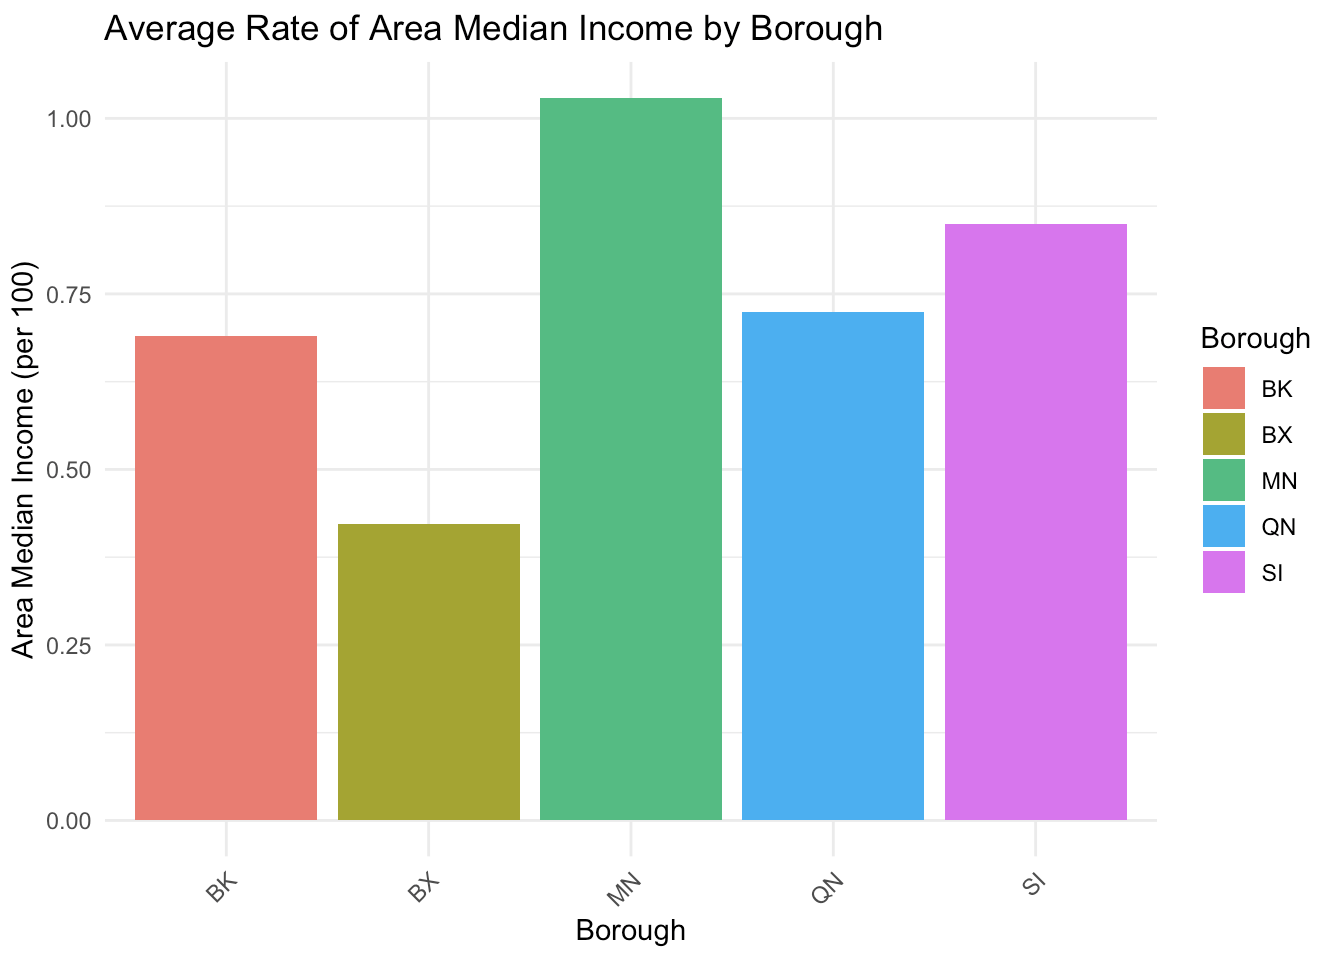 Average Rate of Area Median Income by Borough
Area Median Income (per 100)
1.00
0.75
0.50
0.25
0.00
BK
BX
MN
QN
SI
Borough
Borough
BK
BX
MN
QN
SI